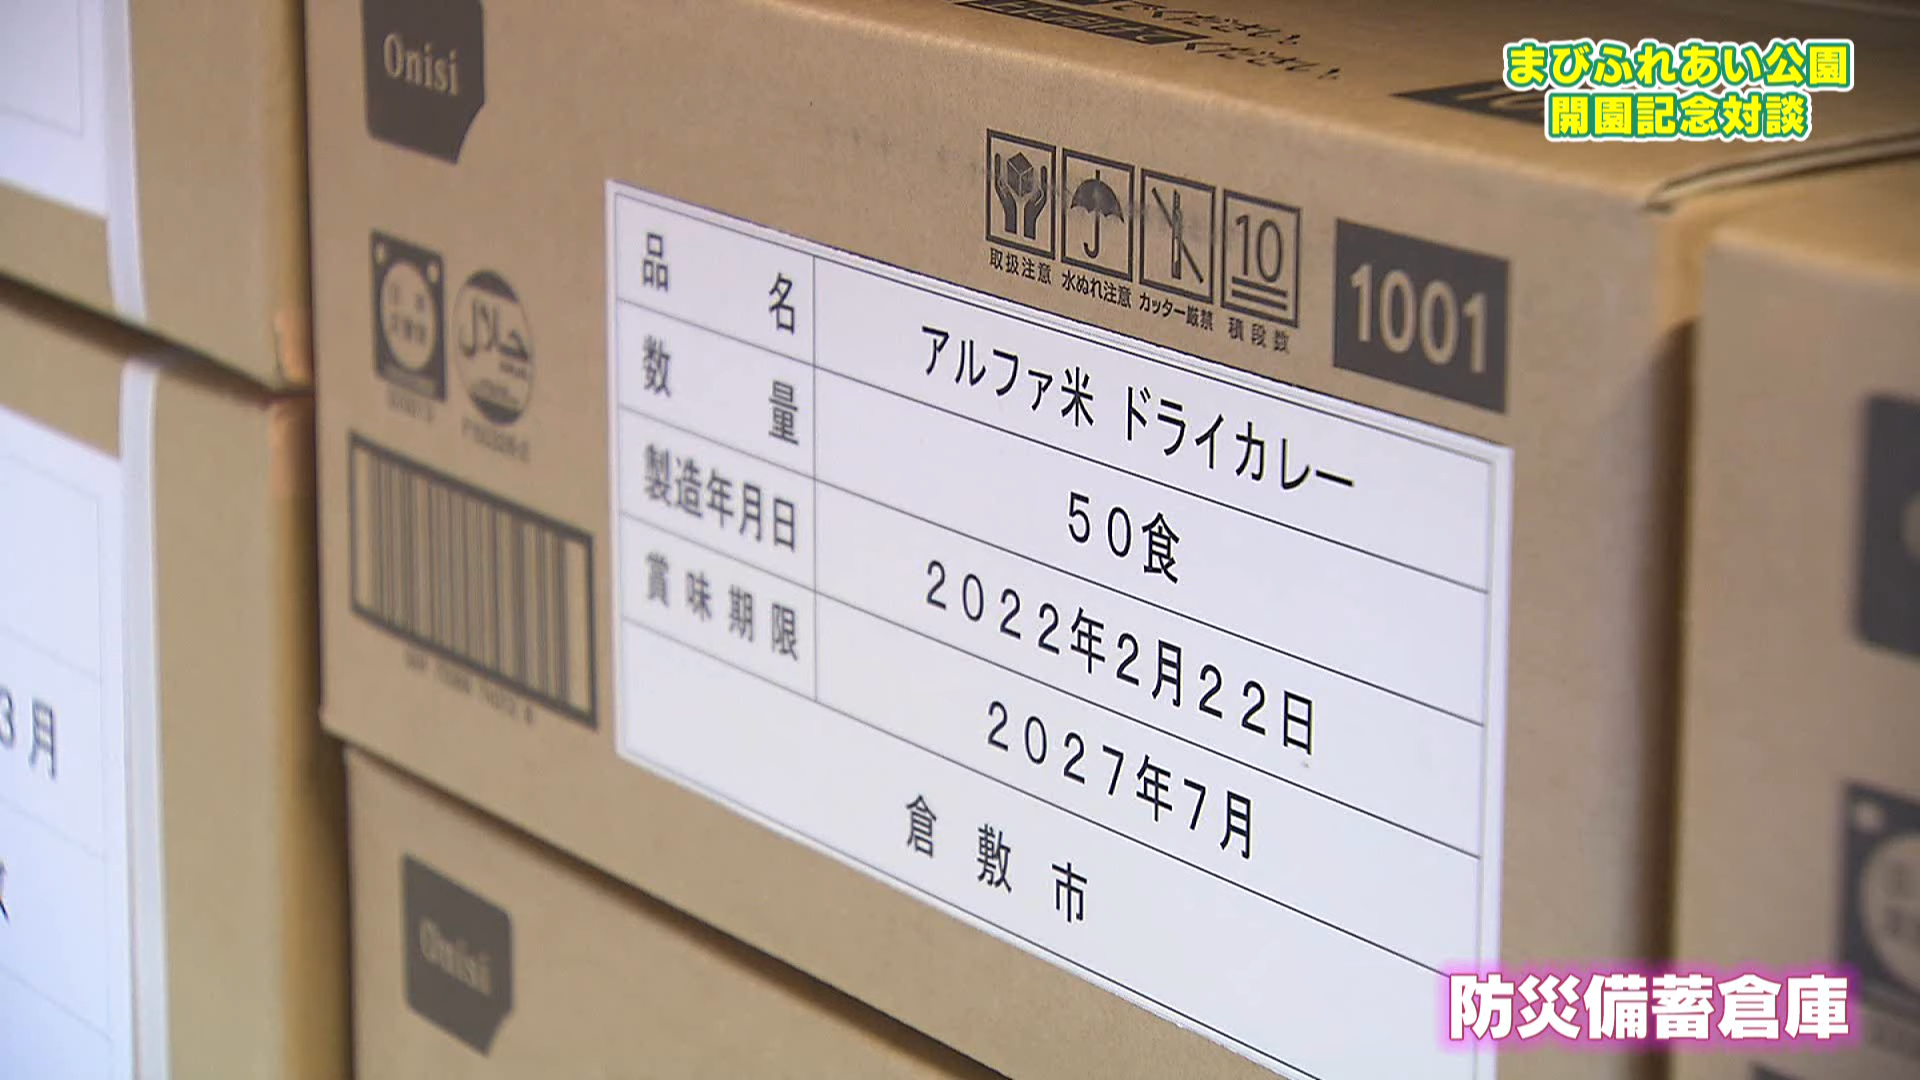 まびふれあい公園
開園記念対談
Onisi
取扱注意
水ぬれ注意
カッター厳禁
10
積段数
1001
حلال
品名 アルファ米 ドライカレー
数量 50食
製造年月日 2022年2月22日
賞味期限 2027年7月
倉敷市
3月
Onisi
防災備蓄倉庫